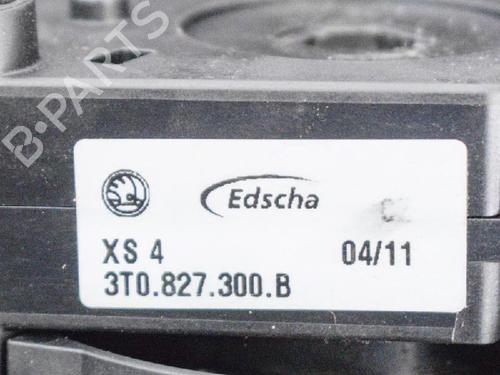 B-PARTS
Edscha
XS 4 04/11
3T0.827.300.B